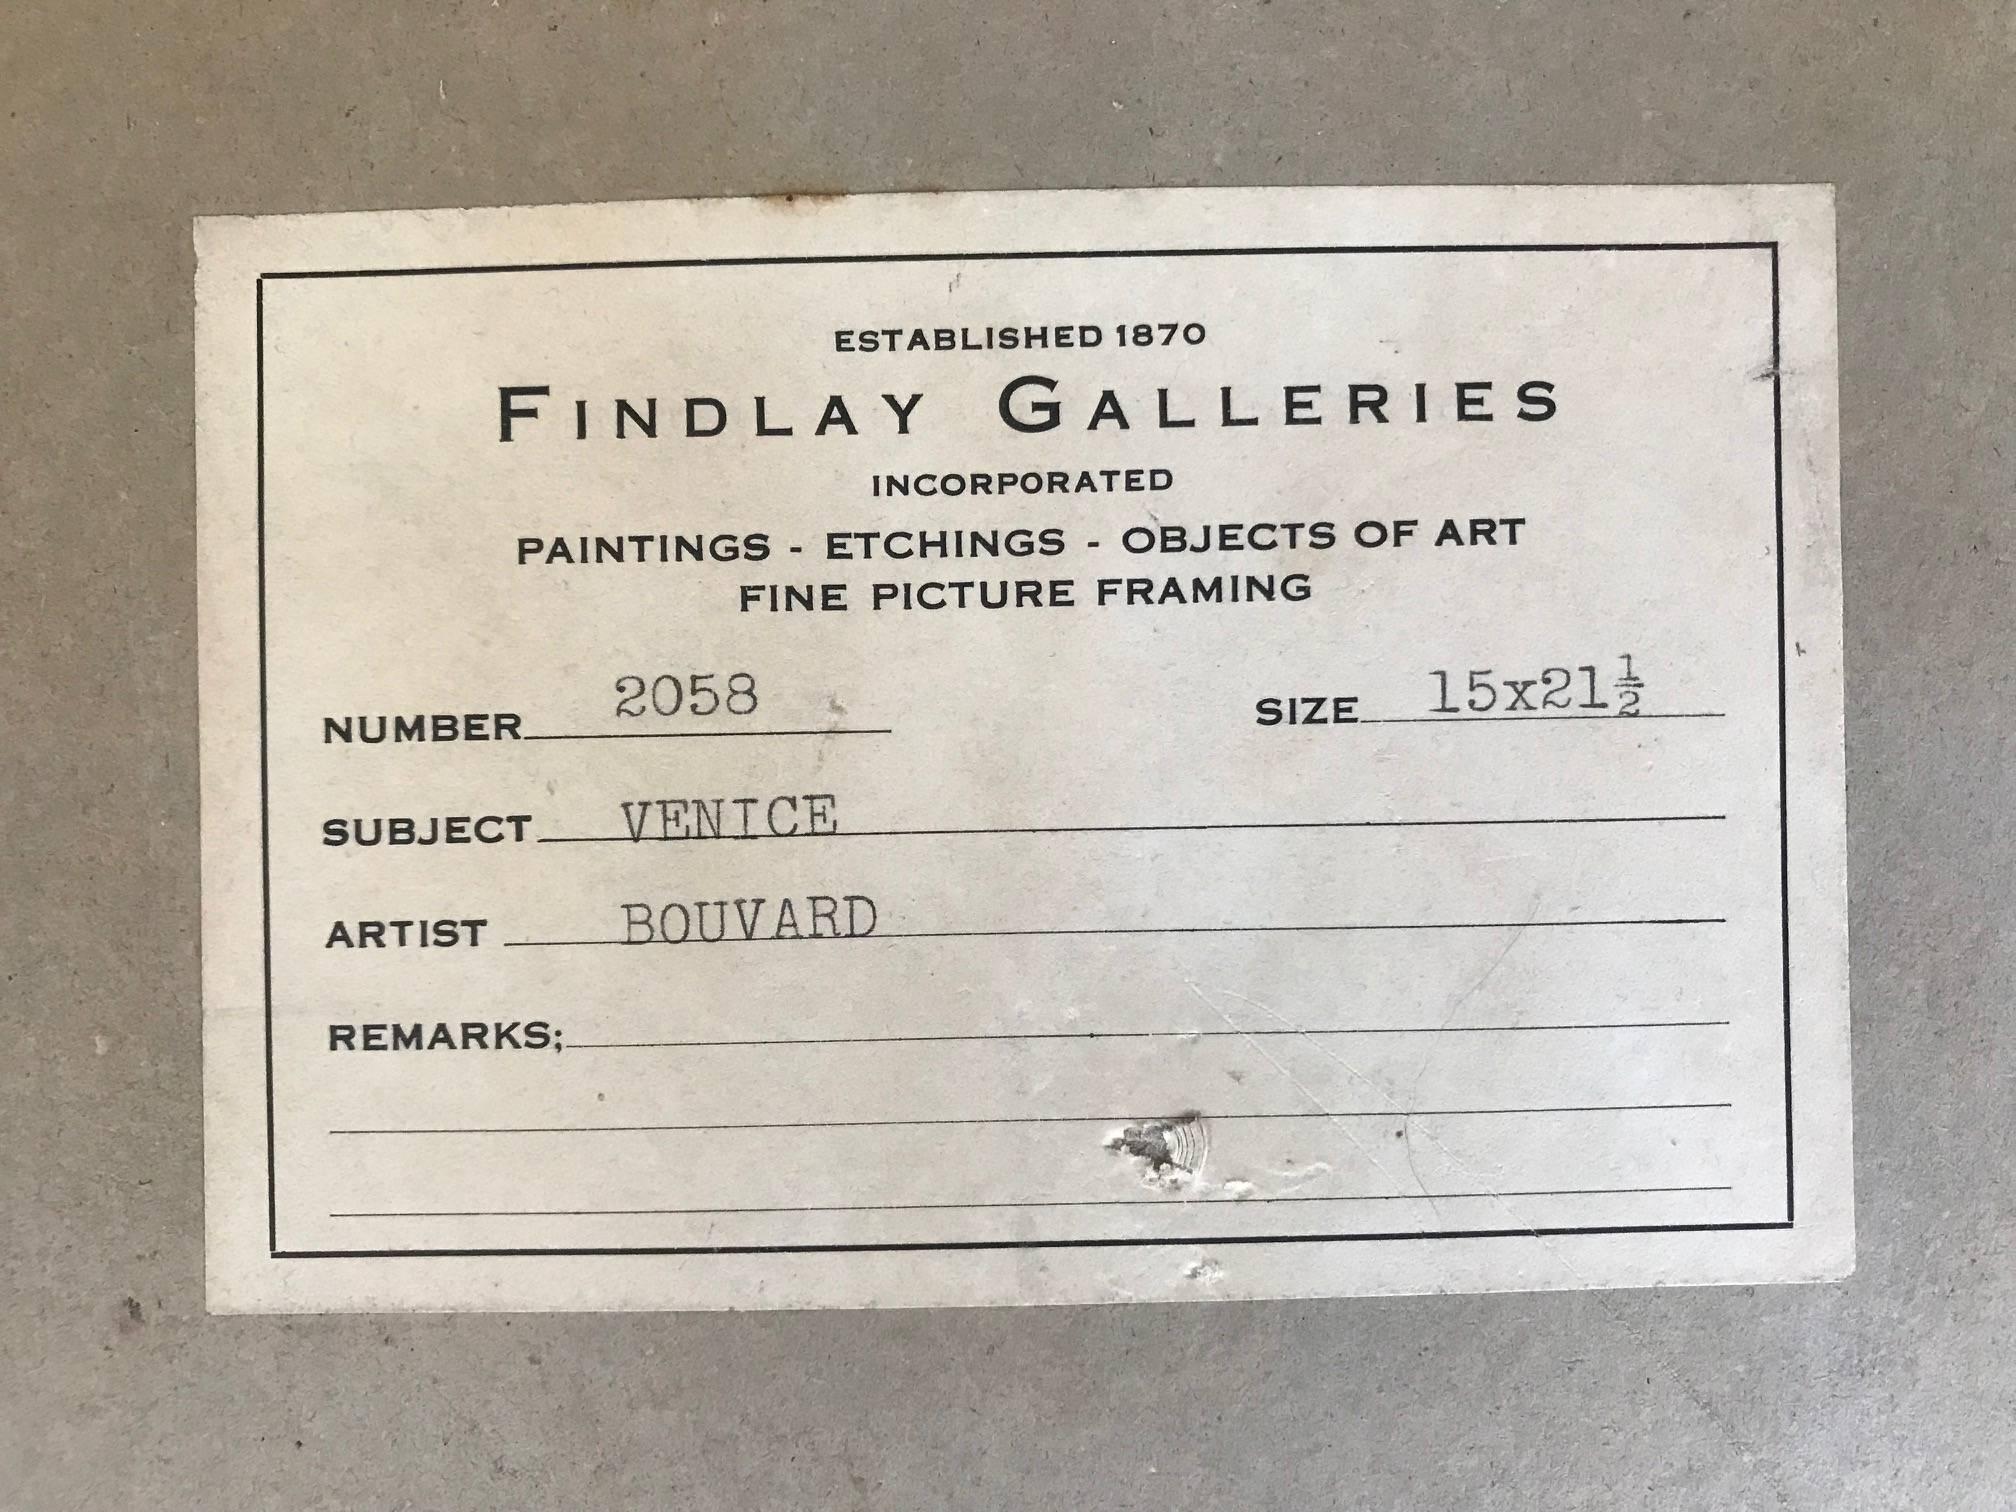 ESTABLISHED 1870
FINDLAY GALLERIES
INCORPORATED
PAINTINGS - ETCHINGS - OBJECTS OF ART
FINE PICTURE FRAMING
NUMBER 2058 SIZE 15x21½
SUBJECT VENICE
ARTIST BOUVARD
REMARKS;